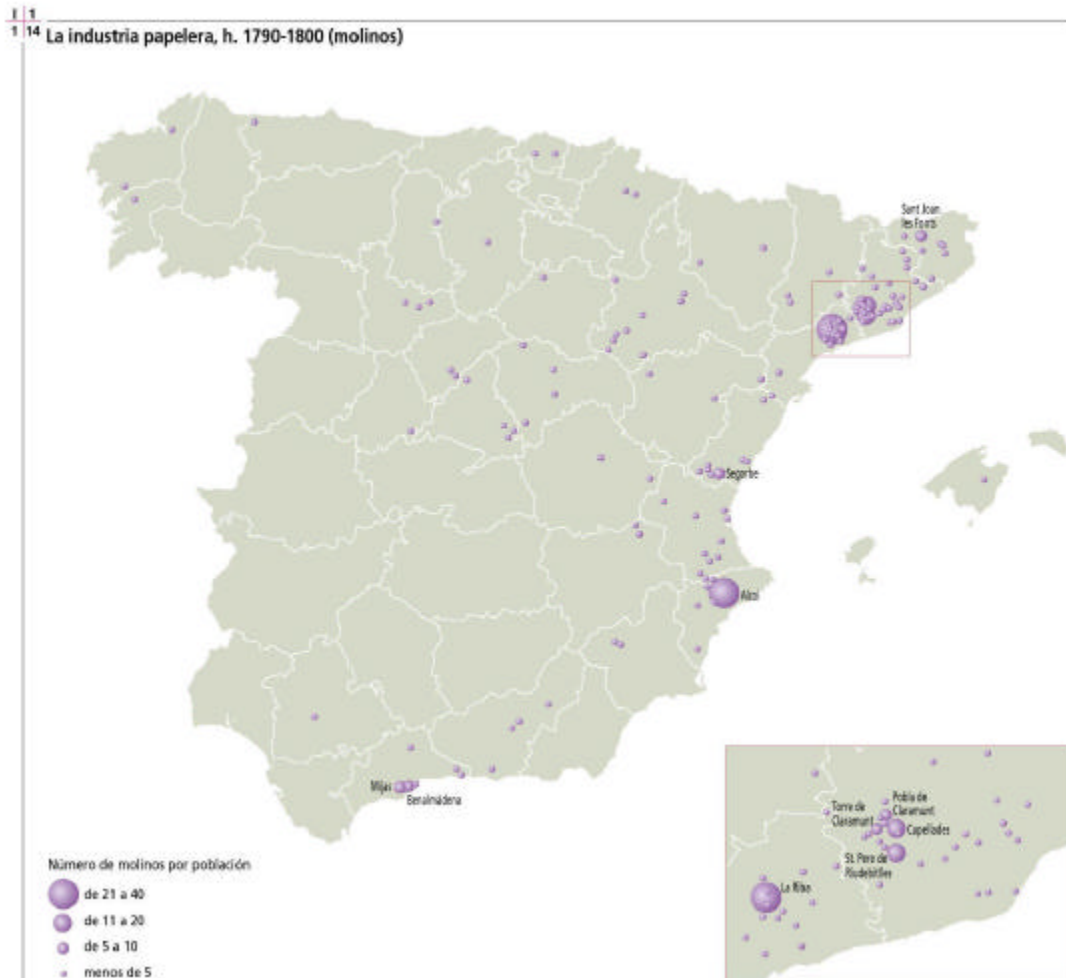 I 1
1 14
La industria papelera, h. 1790-1800 (molinos)
Sant Joan
les Fonts
Segorbe
Alcoi
Mijas
Benalmádena
Pobla de
Claramunt
Torre de
Claramunt
Capellades
St. Pere de
Riudebitlles
La Riba
Número de molinos por población
de 21 a 40
de 11 a 20
de 5 a 10
menos de 5